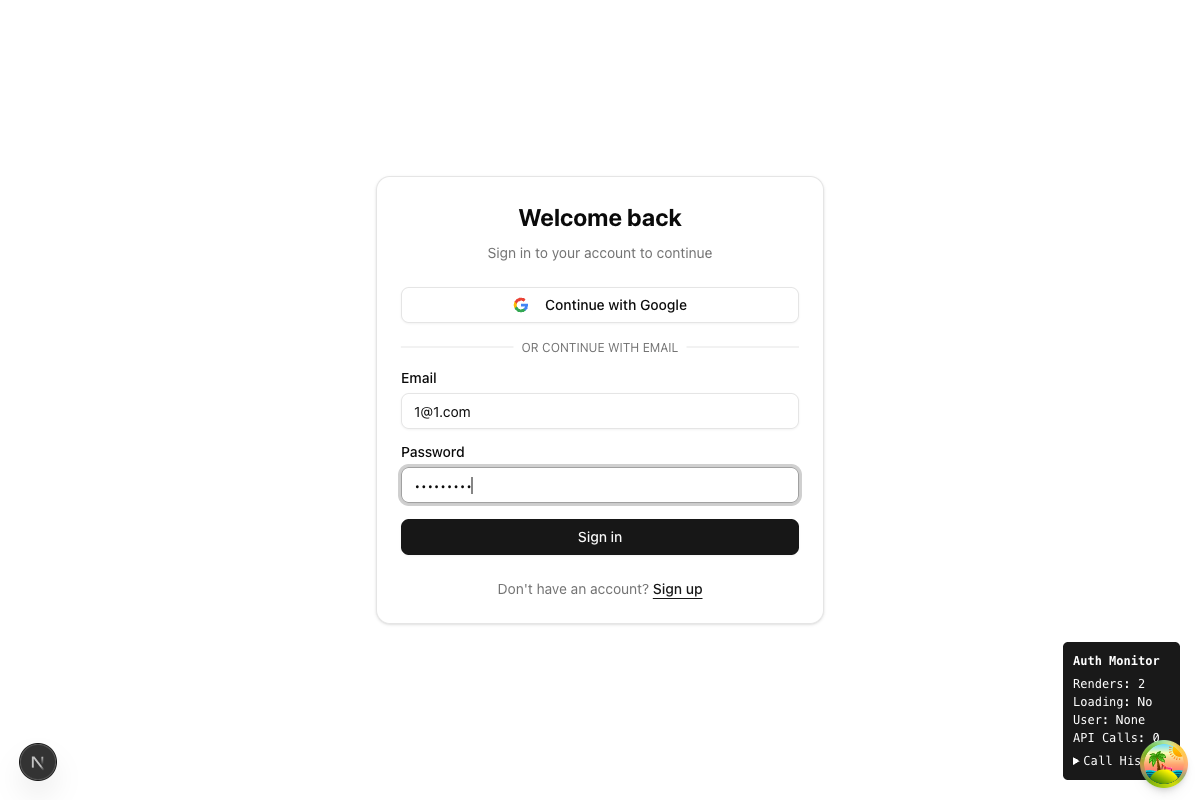 Welcome back
Sign in to your account to continue
Continue with Google
OR CONTINUE WITH EMAIL
Email
1@1.com
Password
•••••••••
Sign in
Don't have an account? Sign up
Auth Monitor
Renders: 2
Loading: No
User: None
API Calls: 0
Call His
N